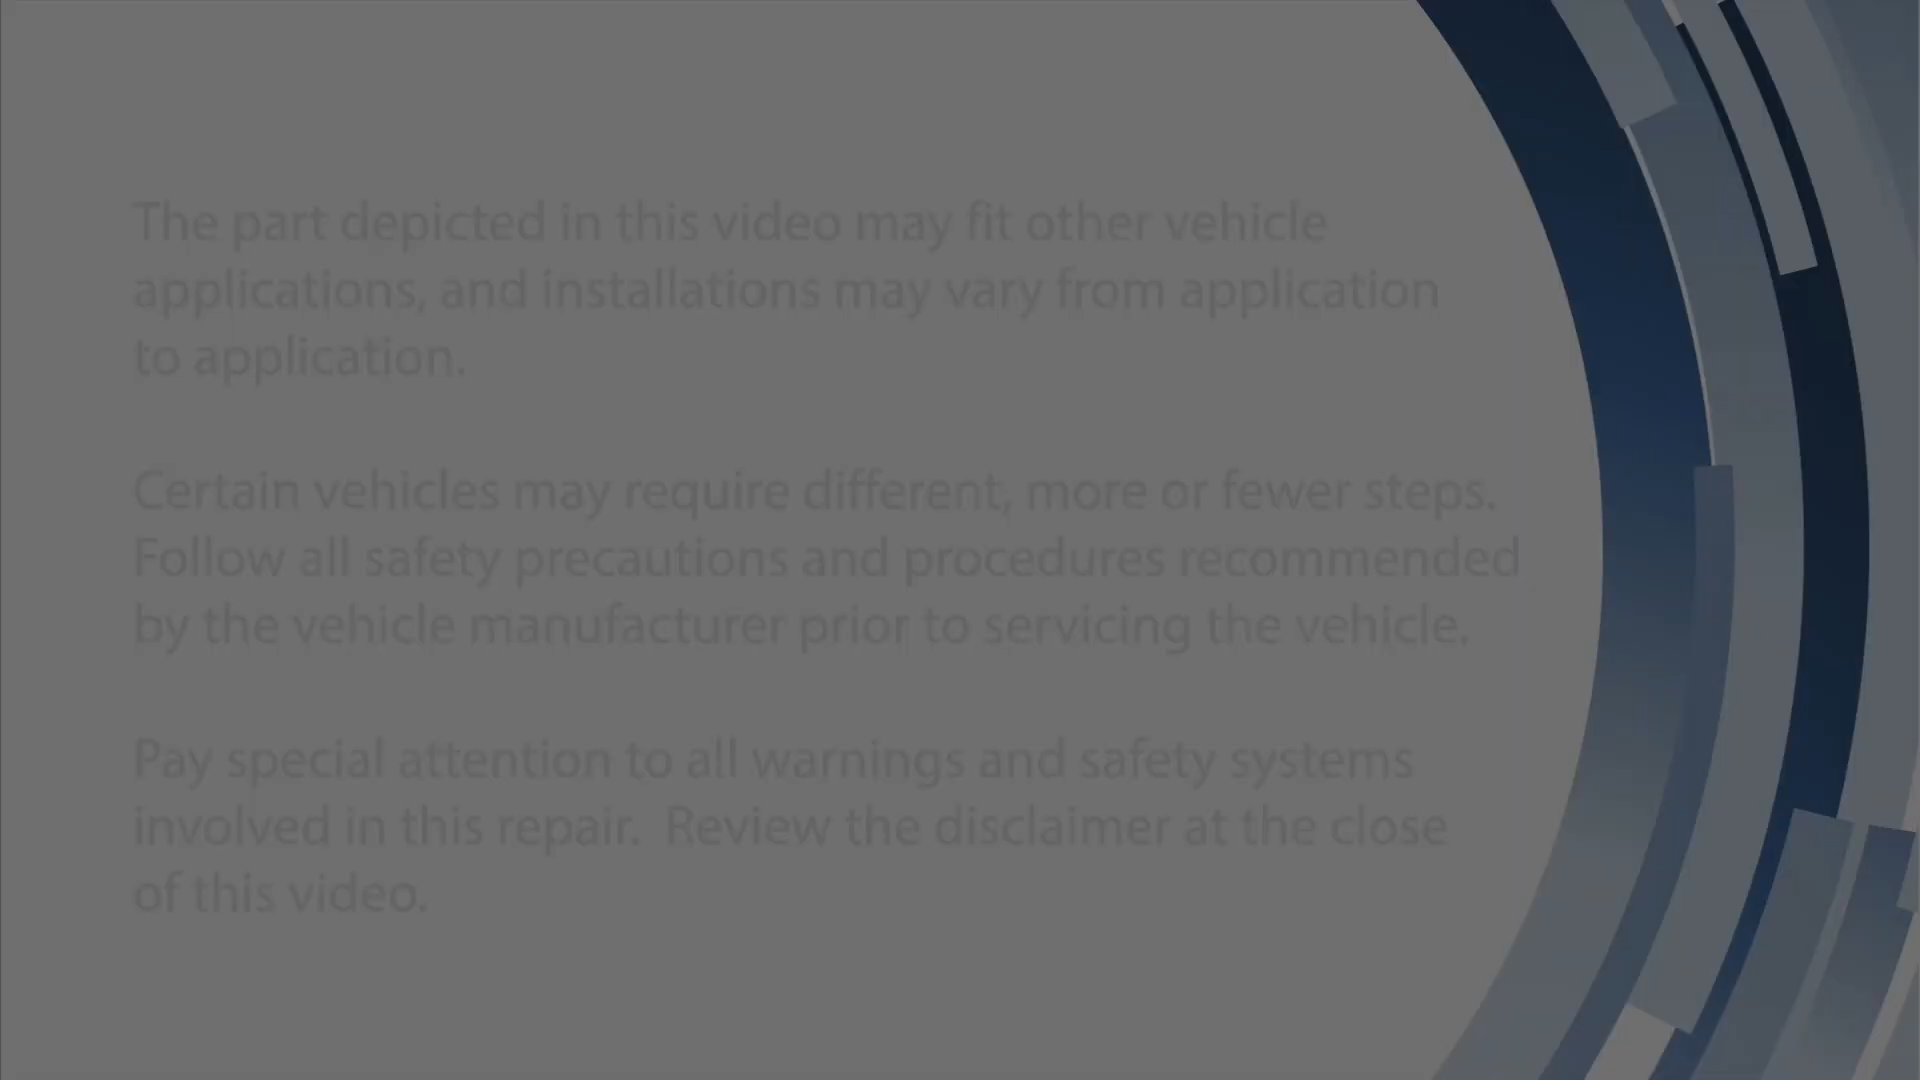 The part depicted in this video may fit other vehicle
applications, and installations may vary from application
to application.
Certain vehicles may require different, more or fewer steps.
Follow all safety precautions and procedures recommended
by the vehicle manufacturer prior to servicing the vehicle.
Pay special attention to all warnings and safety systems
involved in this repair.  Review the disclaimer at the close
of this video.